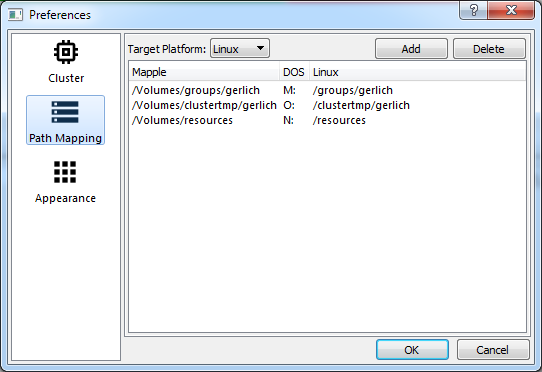 Preferences
?
Cluster
Path Mapping
Appearance
Target Platform: Linux Add Delete
Mapple DOS Linux
/Volumes/groups/gerlich M: /groups/gerlich
/Volumes/clustertmp/gerlich O: /clustertmp/gerlich
/Volumes/resources N: /resources
OK Cancel